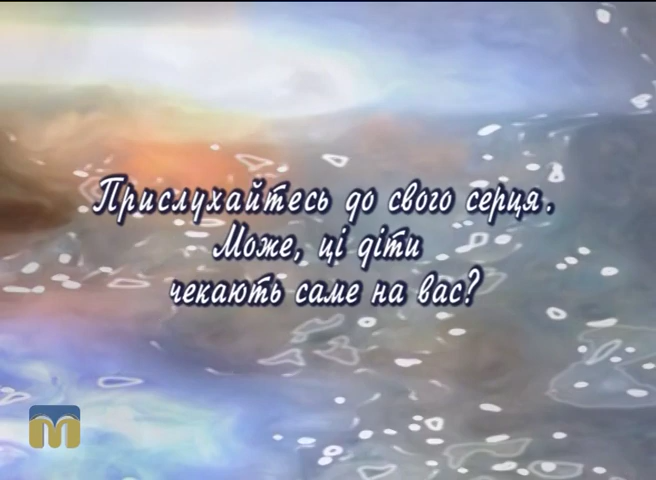 Прислухайтесь до свого серця.
Може, ці діти
чекають саме на вас?